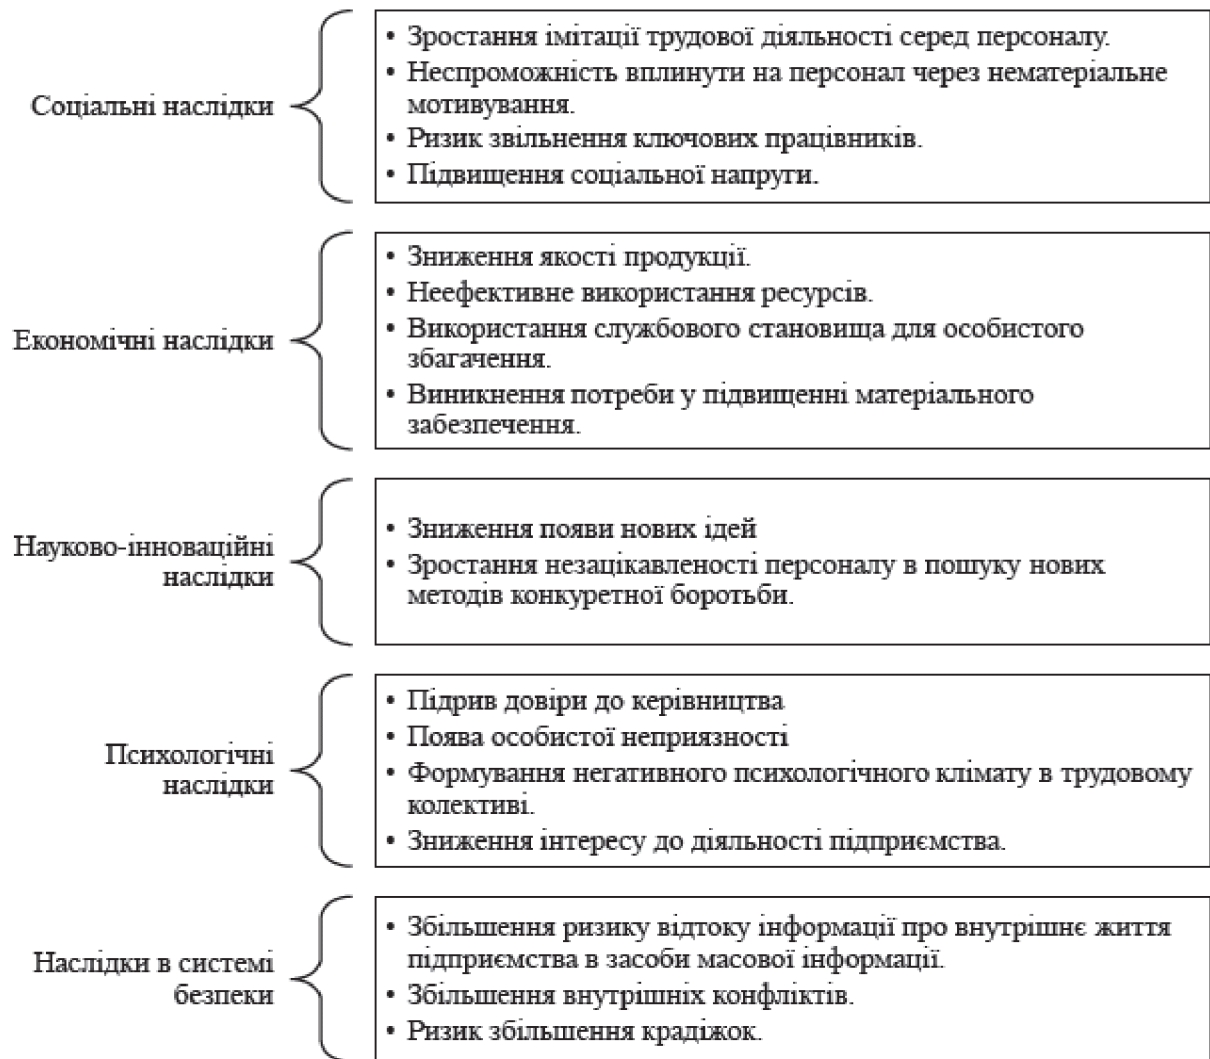 Соціальні наслідки
• Зростання імітації трудової діяльності серед персоналу.
• Неспроможність вплинути на персонал через нематеріальне
мотивування.
• Ризик звільнення ключових працівників.
• Підвищення соціальної напруги.
Економічні наслідки
• Зниження якості продукції.
• Неефективне використання ресурсів.
• Використання службового становища для особистого
збагачення.
• Виникнення потреби у підвищенні матеріального
забезпечення.
Науково-інноваційні
наслідки
• Зниження появи нових ідей
• Зростання незацікавленості персоналу в пошуку нових
методів конкуретної боротьби.
Психологічні
наслідки
• Підрив довіри до керівництва
• Поява особистої неприязності
• Формування негативного психологічного клімату в трудовому
колективі.
• Зниження інтересу до діяльності підприємства.
Наслідки в системі
безпеки
• Збільшення ризику відтоку інформації про внутрішнє життя
підприємства в засоби масової інформації.
• Збільшення внутрішніх конфліктів.
• Ризик збільшення крадіжок.